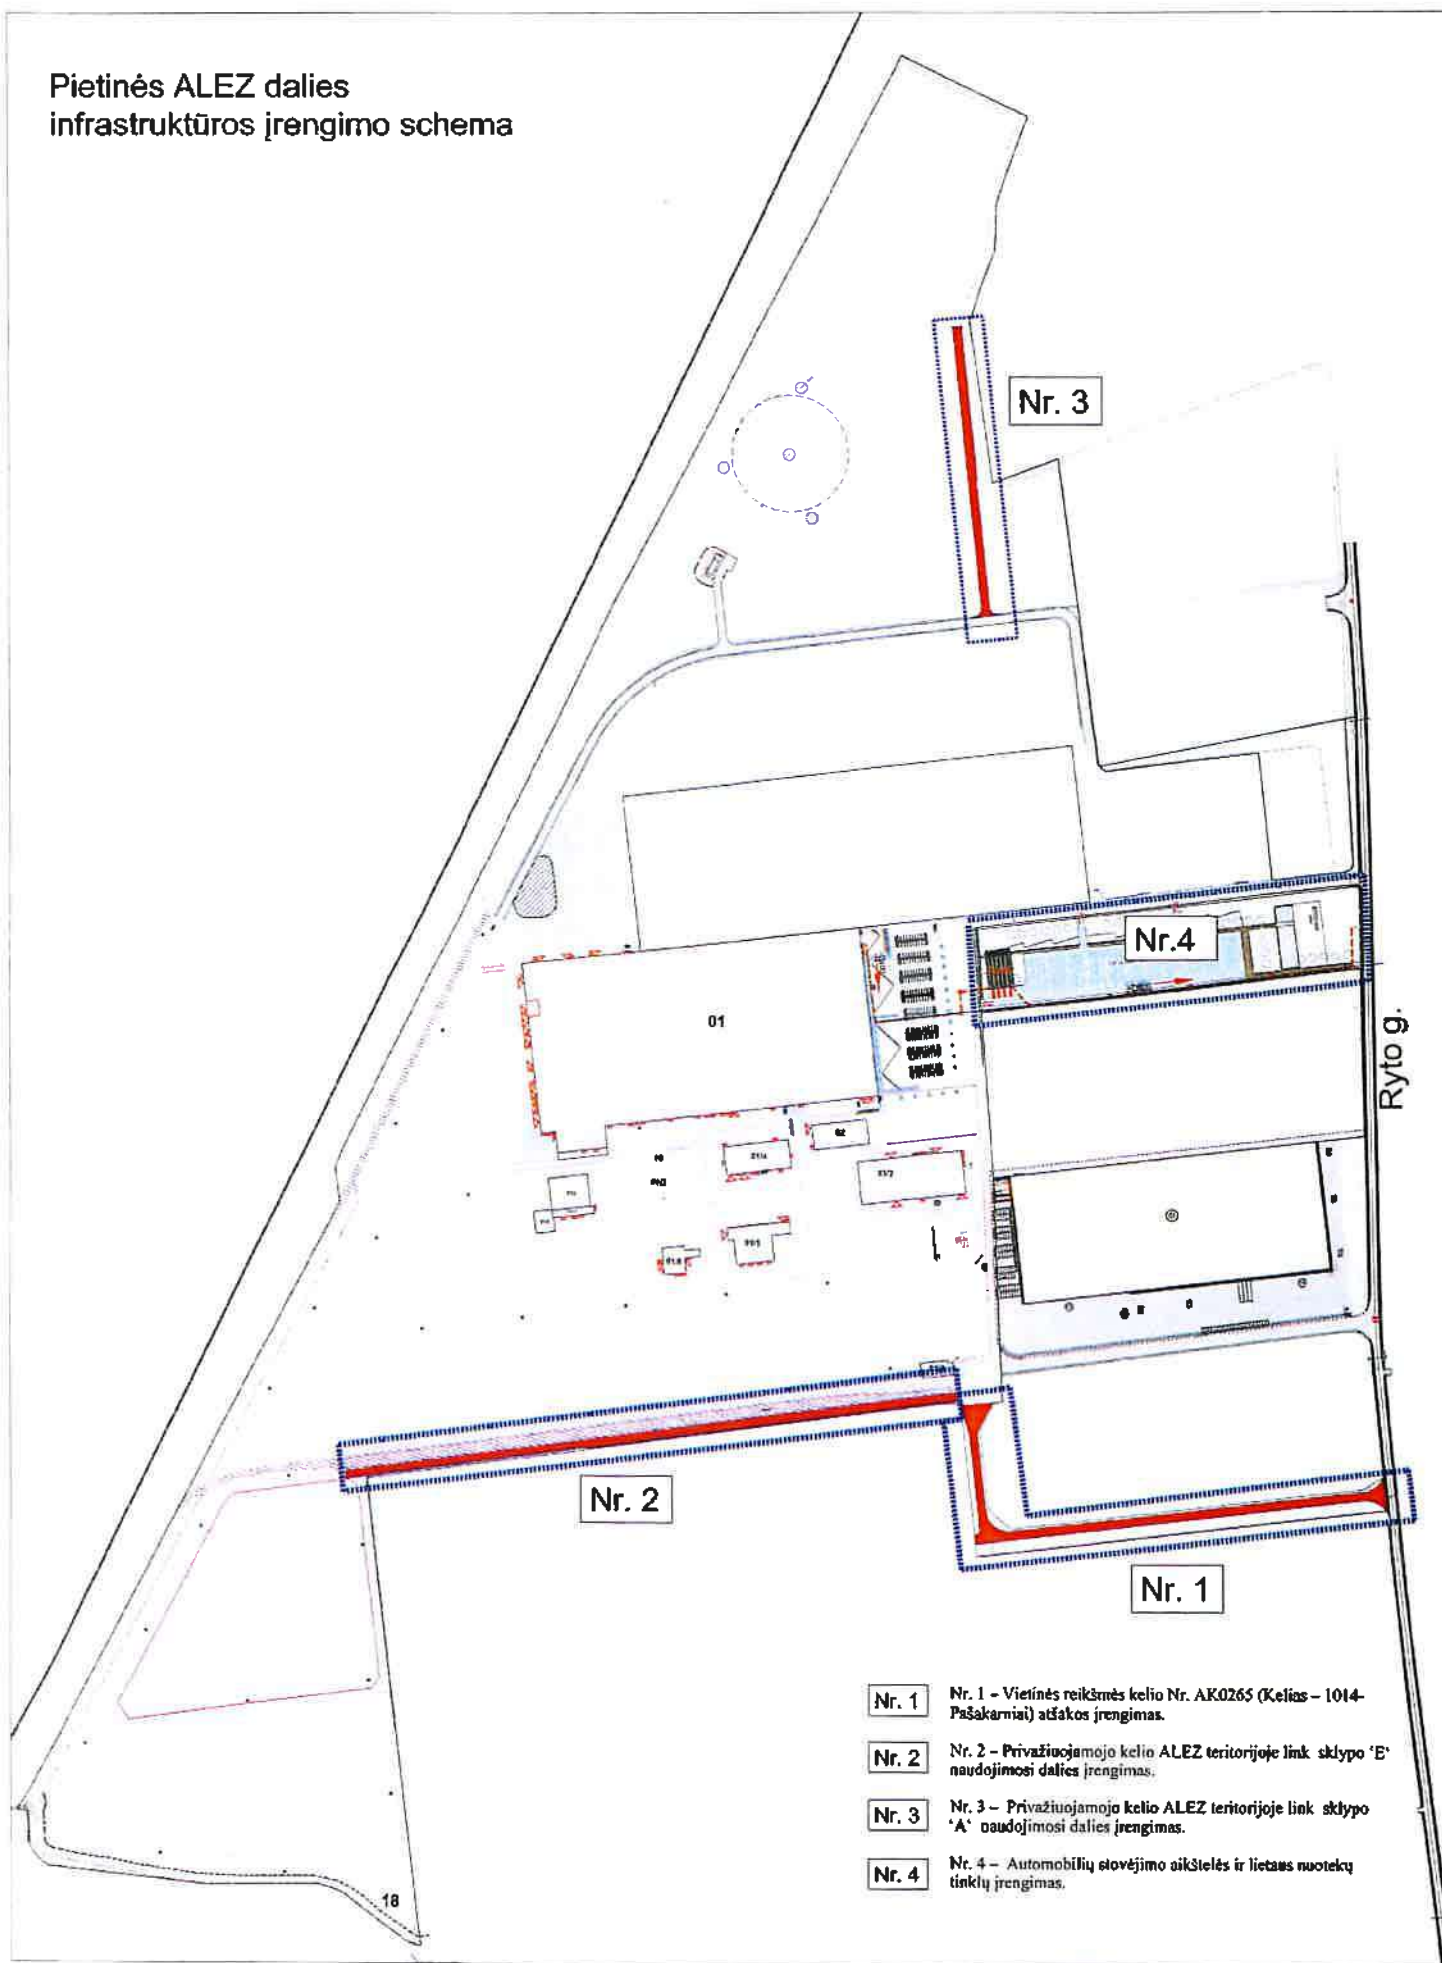 Pietinės ALEZ dalies
infrastruktūros įrengimo schema
Nr. 3
Nr.4
01
Ryto g.
02
Nr. 2
Nr. 1
Nr. 1
Nr. 1 – Vietinės reikšmės kelio Nr. AK0265 (Kelias – 1014-
Pašakarniai) atšakos įrengimas.
Nr. 2
Nr. 2 – Privažiuojamojo kelio ALEZ teritorijoje link sklypo 'E'
naudojimosi dalies įrengimas.
Nr. 3
Nr. 3 – Privažiuojamojo kelio ALEZ teritorijoje link sklypo
'A' naudojimosi dalies įrengimas.
Nr. 4
Nr. 4 – Automobilių stovėjimo aikštelės ir lietaus nuotekų
tinklų įrengimas.
18